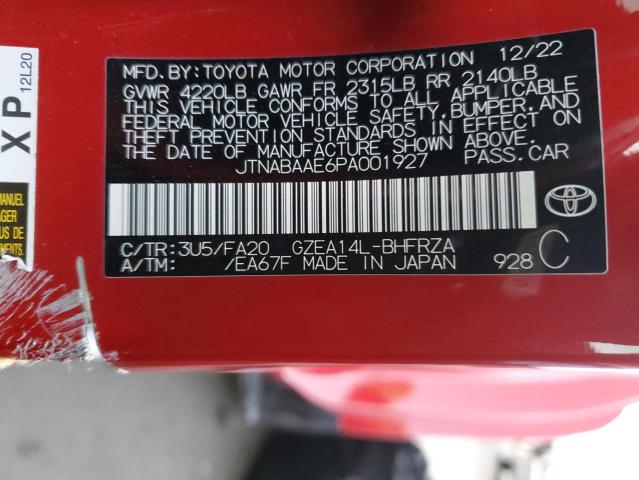 MFD. BY: TOYOTA MOTOR CORPORATION 12/22
GVWR 4220LB GAWR FR 2315LB RR 2140LB
THIS VEHICLE CONFORMS TO ALL APPLICABLE
FEDERAL MOTOR VEHICLE SAFETY, BUMPER, AND
THEFT PREVENTION STANDARDS IN EFFECT ON
THE DATE OF MANUFACTURE SHOWN ABOVE.
JTNABAAE6PA001927 PASS. CAR
C/TR: 3U5/FA20 GZEA14L-BHFRZA
A/TM: /EA67F MADE IN JAPAN 928 C
TOYOTA
XP
12L20
AGER
US DE